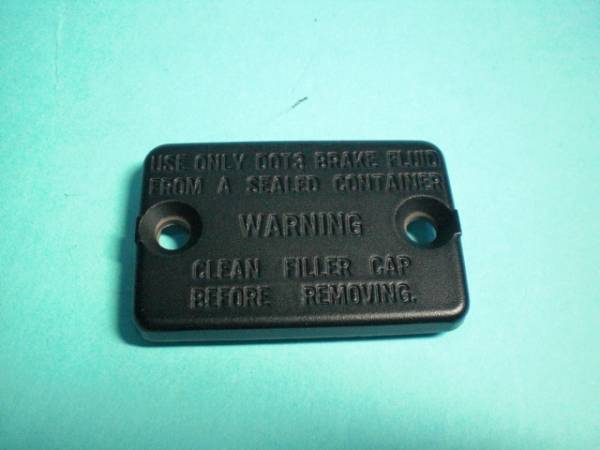 USE ONLY DOT3 BRAKE FLUID
FROM A SEALED CONTAINER
WARNING
CLEAN FILLER CAP
BEFORE REMOVING.